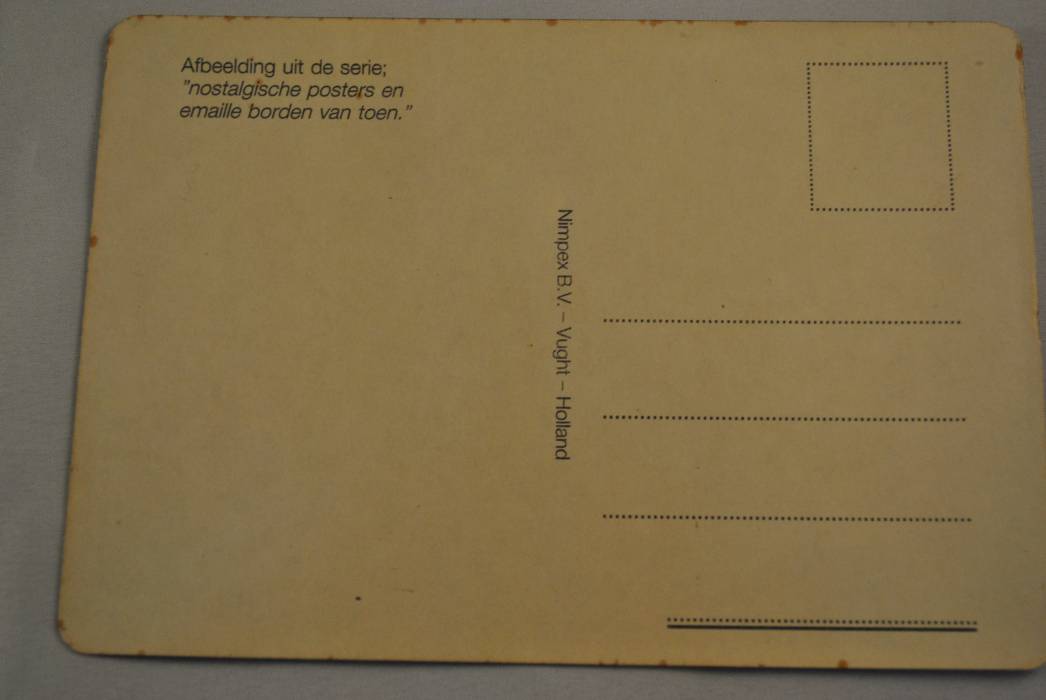 Afbeelding uit de serie;
"nostalgische posters en
emaille borden van toen."
Nimpex B.V. – Vught – Holland